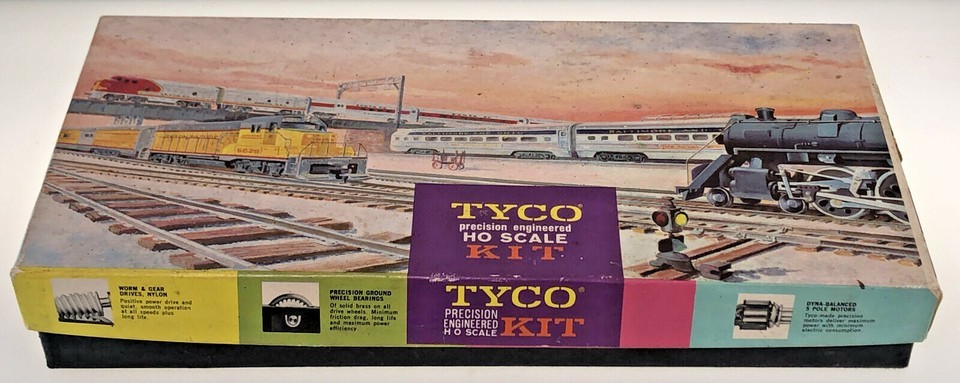 BALTIMORE
6629
TYCO®
precision engineered
HO SCALE
KIT
WORM & GEAR
DRIVES, NYLON
Positive power drive and
quiet, smooth operation
at all speeds plus
long life.
PRECISION GROUND
WHEEL BEARINGS
Of solid brass on all
drive wheels. Minimum
friction drag, long life
and maximum power
efficiency
TYCO®
PRECISION
ENGINEERED
HO SCALE
KIT
DYNA-BALANCED
5 POLE MOTORS
Tyco-made precision
motors deliver maximum
power with minimum
electric consumption.